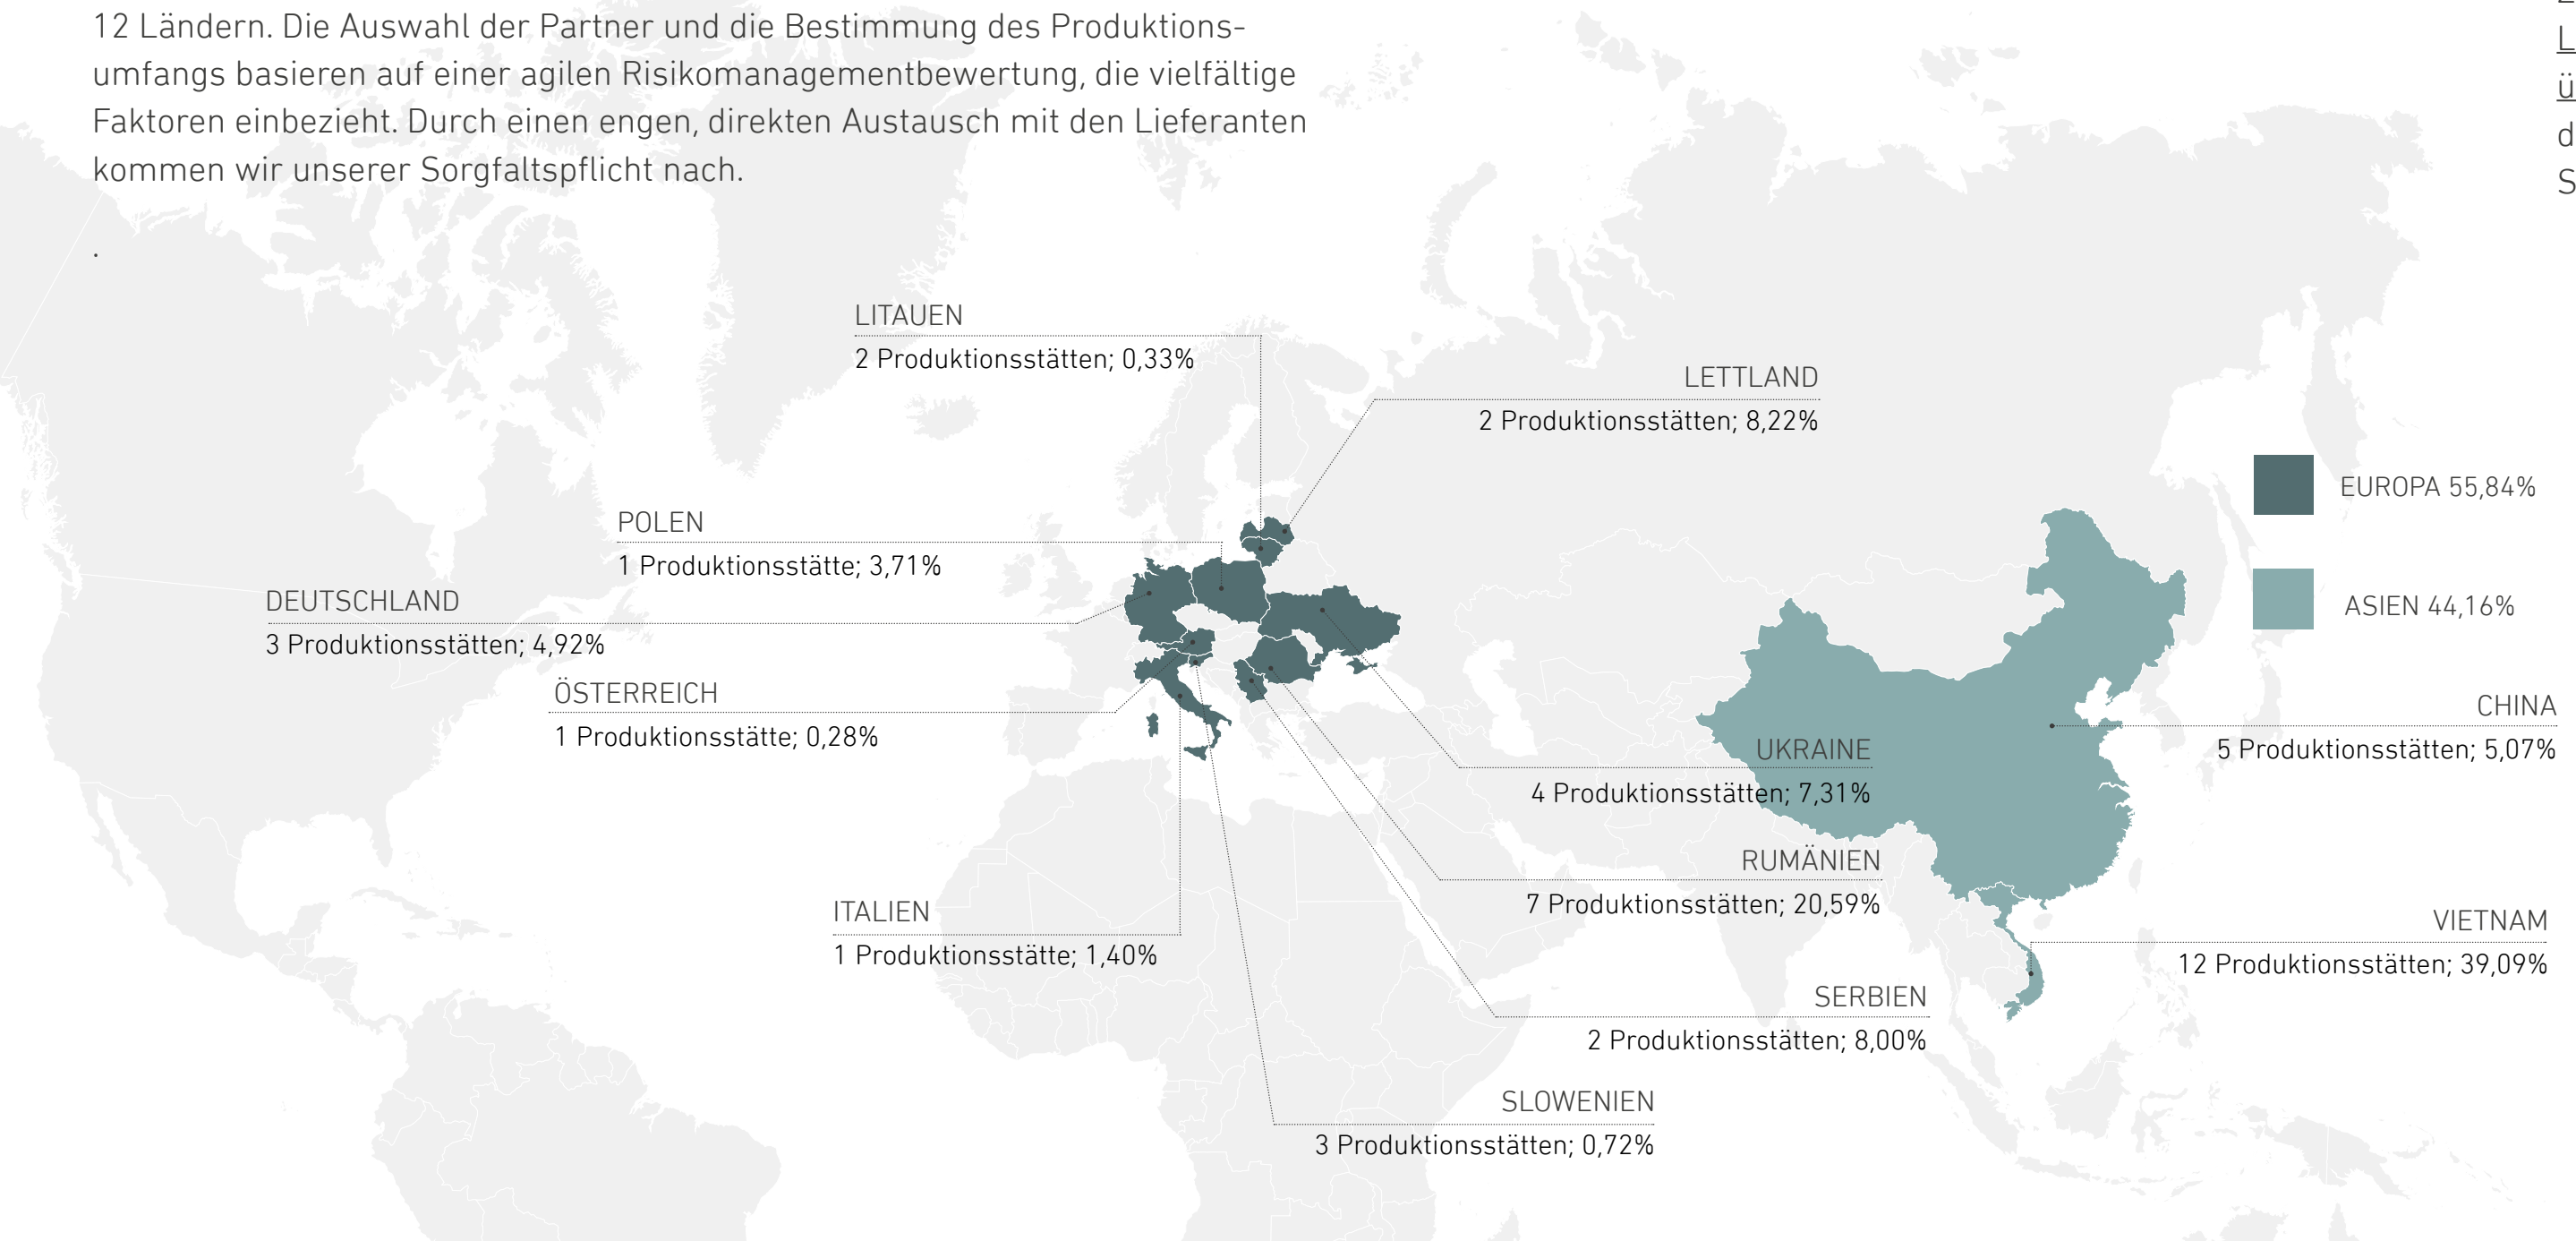 12 Ländern. Die Auswahl der Partner und die Bestimmung des Produktions-
umfangs basieren auf einer agilen Risikomanagementbewertung, die vielfältige
Faktoren einbezieht. Durch einen engen, direkten Austausch mit den Lieferanten
kommen wir unserer Sorgfaltspflicht nach.
.
L
ü
d
S
LITAUEN
2 Produktionsstätten; 0,33%
LETTLAND
2 Produktionsstätten; 8,22%
EUROPA 55,84%
POLEN
1 Produktionsstätte; 3,71%
DEUTSCHLAND
3 Produktionsstätten; 4,92%
ASIEN 44,16%
ÖSTERREICH
1 Produktionsstätte; 0,28%
CHINA
5 Produktionsstätten; 5,07%
UKRAINE
4 Produktionsstätten; 7,31%
RUMÄNIEN
7 Produktionsstätten; 20,59%
ITALIEN
1 Produktionsstätte; 1,40%
VIETNAM
12 Produktionsstätten; 39,09%
SERBIEN
2 Produktionsstätten; 8,00%
SLOWENIEN
3 Produktionsstätten; 0,72%